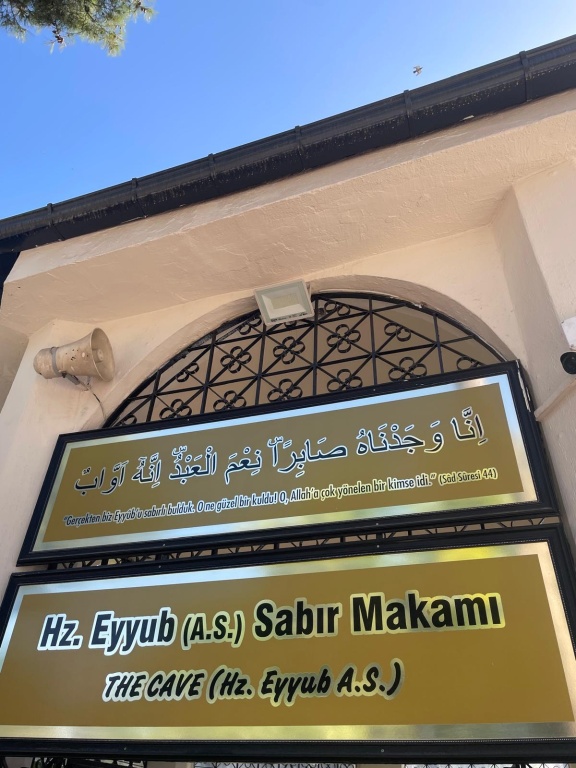 اِنَّا وَجَدْنَاهُ صَابِرًاۜ نِعْمَ الْعَبْدُۜ اِنَّهُٓ اَوَّابٌ
"Gerçekten biz Eyyûb'u sabırlı bulduk. O ne güzel bir kuldu! O, Allah'a çok yönelen bir kimse idi." (Sâd Sûresi 44)
Hz. Eyyub (A.S.) Sabır Makamı
THE CAVE (Hz. Eyyub A.S.)